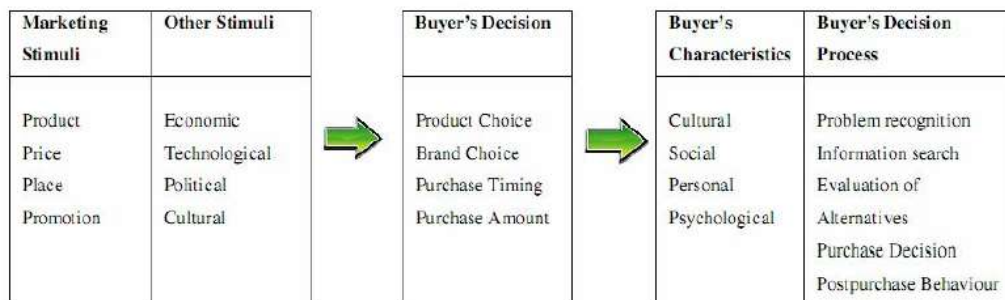 Marketing
Stimuli
Other Stimuli
Product
Price
Place
Promotion
Economic
Technological
Political
Cultural
Buyer's Decision
Product Choice
Brand Choice
Purchase Timing
Purchase Amount
Buyer's
Characteristics
Buyer's Decision
Process
Cultural
Social
Personal
Psychological
Problem recognition
Information search
Evaluation of
Alternatives
Purchase Decision
Postpurchase Behaviour